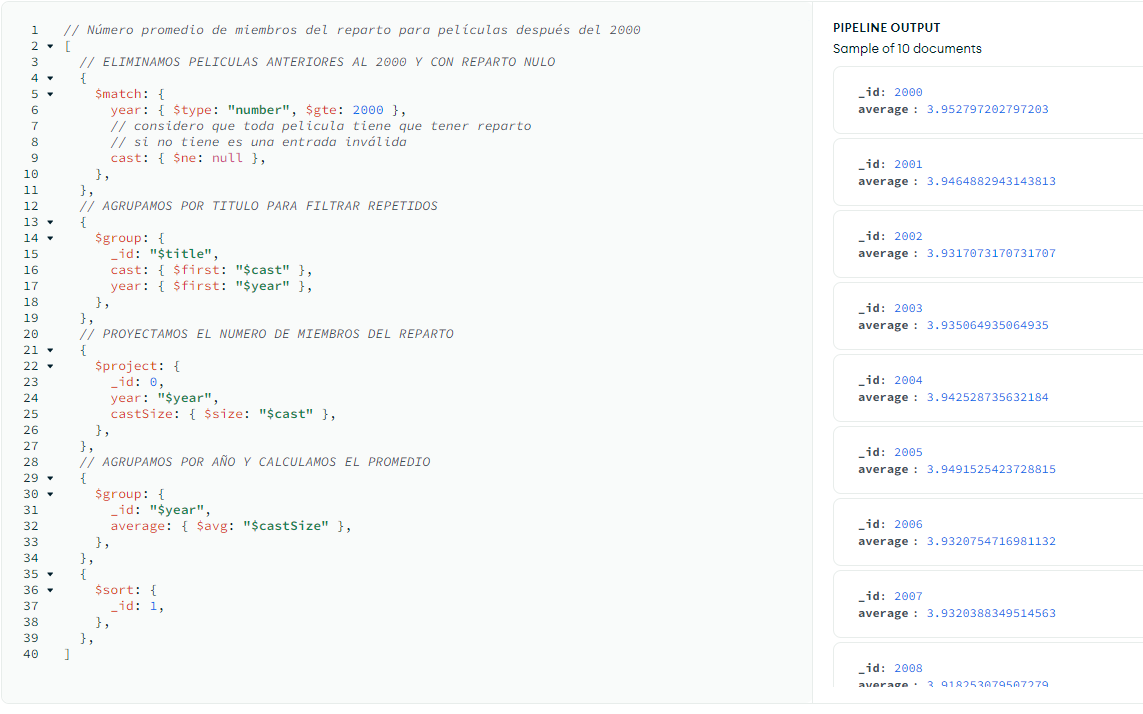 1 // Número promedio de miembros del reparto para películas después del 2000
2 [
3 // ELIMINAMOS PELICULAS ANTERIORES AL 2000 Y CON REPARTO NULO
4 {
5 $match: {
6 year: { $type: "number", $gte: 2000 },
7 // considero que toda pelicula tiene que tener reparto
8 // si no tiene es una entrada inválida
9 cast: { $ne: null },
10 },
11 },
12 // AGRUPAMOS POR TITULO PARA FILTRAR REPETIDOS
13 {
14 $group: {
15 _id: "$title",
16 cast: { $first: "$cast" },
17 year: { $first: "$year" },
18 },
19 },
20 // PROYECTAMOS EL NUMERO DE MIEMBROS DEL REPARTO
21 {
22 $project: {
23 _id: 0,
24 year: "$year",
25 castSize: { $size: "$cast" },
26 },
27 },
28 // AGRUPAMOS POR AÑO Y CALCULAMOS EL PROMEDIO
29 {
30 $group: {
31 _id: "$year",
32 average: { $avg: "$castSize" },
33 },
34 },
35 {
36 $sort: {
37 _id: 1,
38 },
39 },
40 ]
PIPELINE OUTPUT
Sample of 10 documents
_id: 2000
average : 3.952797202797203
_id: 2001
average : 3.9464882943143813
_id: 2002
average : 3.9317073170731707
_id: 2003
average : 3.935064935064935
_id: 2004
average : 3.942528735632184
_id: 2005
average : 3.9491525423728815
_id: 2006
average : 3.9320754716981132
_id: 2007
average : 3.9320388349514563
_id: 2008
average : 3.918253079507279